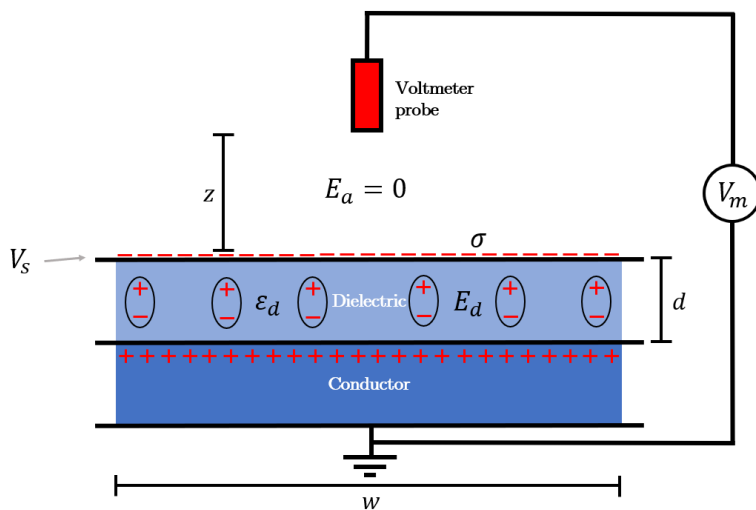 Voltmeter
probe
z
E_a = 0
V_m
V_s
σ
+ + + + + +
ε_d Dielectric E_d
− − − − − −
d
+ + + + + + + + + + + + + + + + + + + + +
Conductor
w